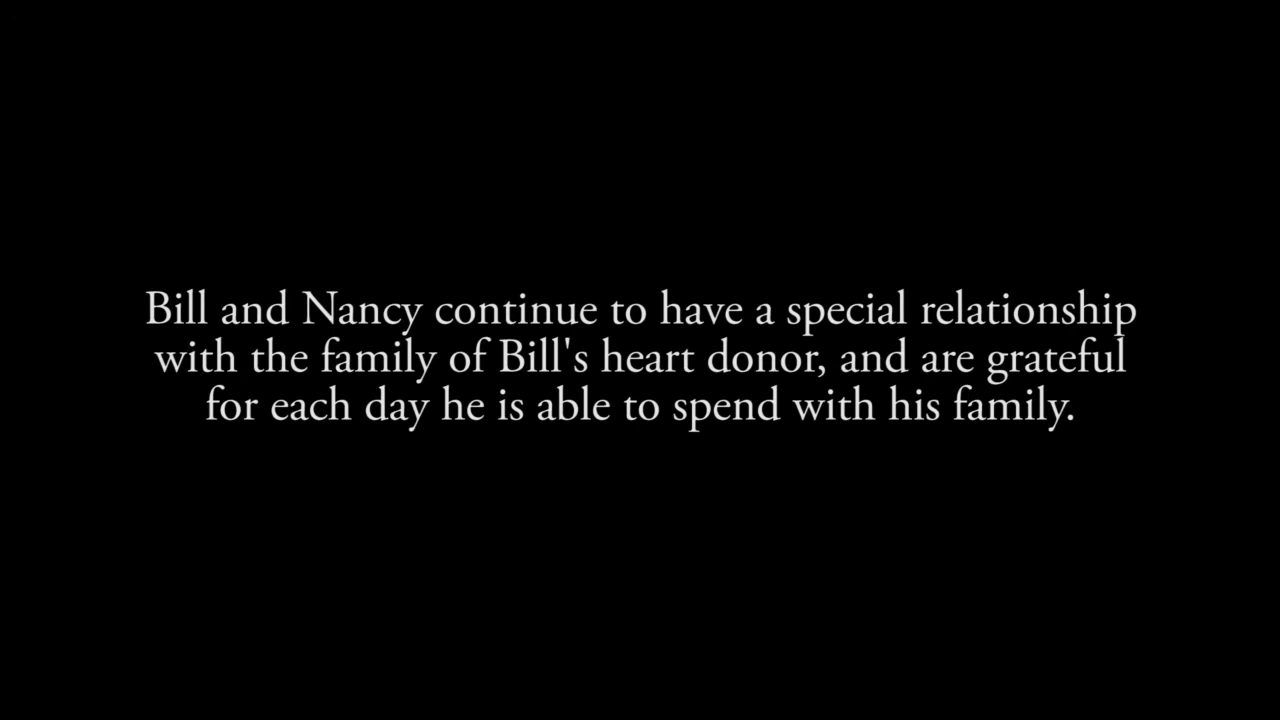 Bill and Nancy continue to have a special relationship
with the family of Bill's heart donor, and are grateful
for each day he is able to spend with his family.